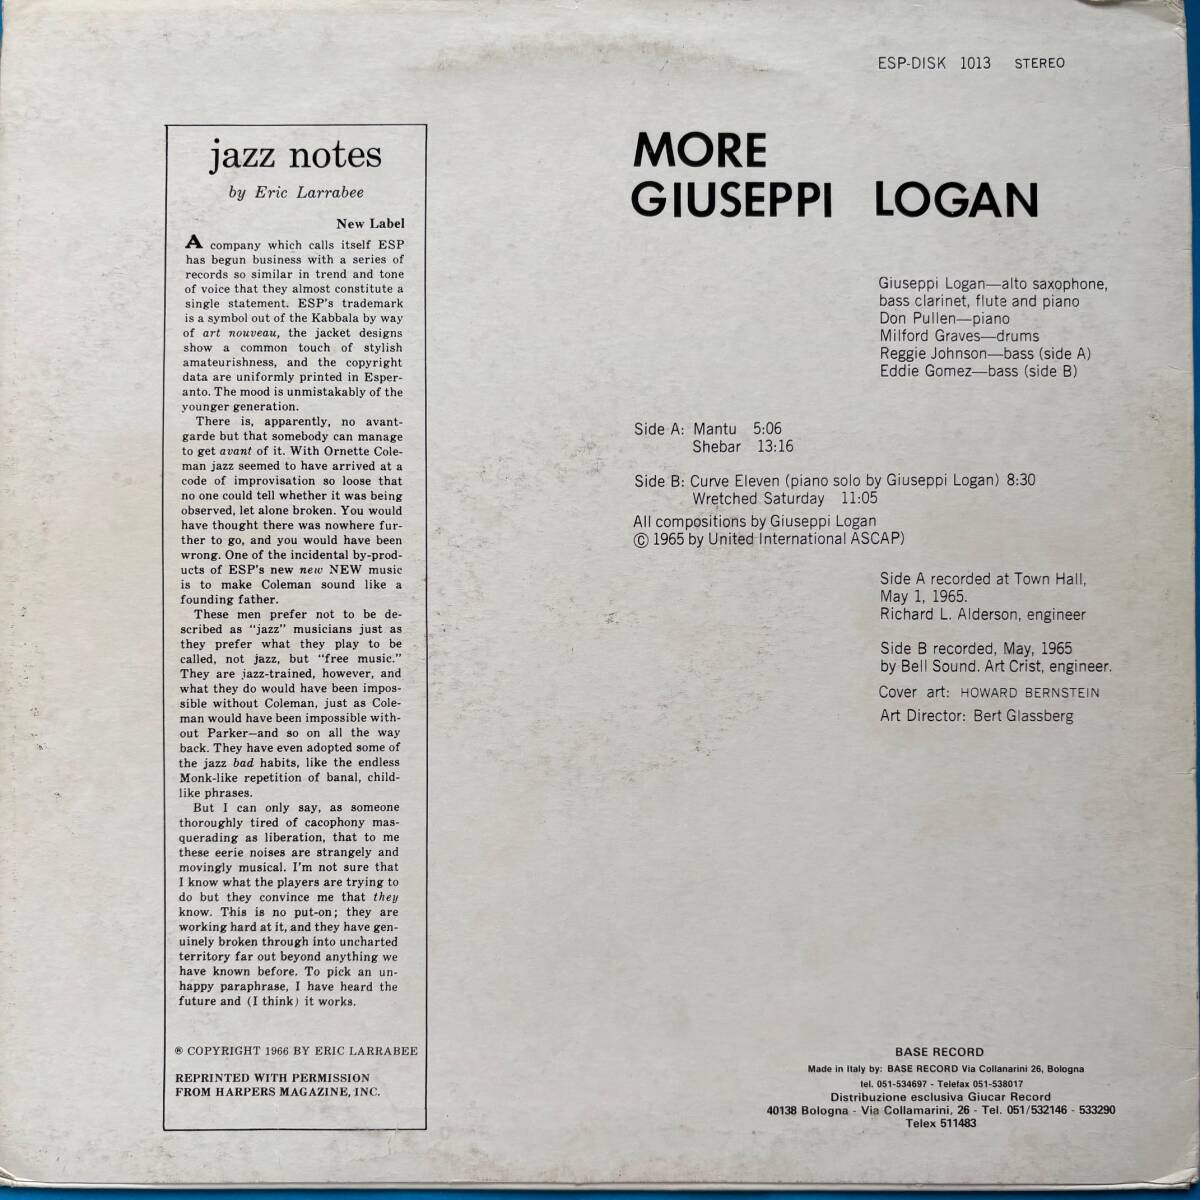 ESP-DISK 1013 STEREO
jazz notes
by Eric Larrabee
New Label
A company which calls itself ESP
has begun business with a series of
records so similar in trend and tone
of voice that they almost constitute a
single statement. ESP's trademark
is a symbol out of the Kabbala by way
of art nouveau, the jacket designs
show a common touch of stylish
amateurishness, and the copyright
data are uniformly printed in Esper-
anto. The mood is unmistakably of the
younger generation.
There is, apparently, no avant-
garde but that somebody can manage
to get avant of it. With Ornette Cole-
man jazz seemed to have arrived at a
code of improvisation so loose that
no one could tell whether it was being
observed, let alone broken. You would
have thought there was nowhere fur-
ther to go, and you would have been
wrong. One of the incidental by-prod-
ucts of ESP's new new NEW music
is to make Coleman sound like a
founding father.
These men prefer not to be de-
scribed as "jazz" musicians just as
they prefer what they play to be
called, not jazz, but "free music."
They are jazz-trained, however, and
what they do would have been impos-
sible without Coleman, just as Cole-
man would have been impossible with-
out Parker—and so on all the way
back. They have even adopted some of
the jazz bad habits, like the endless
Monk-like repetition of banal, child-
like phrases.
But I can only say, as someone
thoroughly tired of cacophony mas-
querading as liberation, that to me
these eerie noises are strangely and
movingly musical. I'm not sure that
I know what the players are trying to
do but they convince me that they
know. This is no put-on; they are
working hard at it, and they have gen-
uinely broken through into uncharted
territory far out beyond anything we
have known before. To pick an un-
happy paraphrase, I have heard the
future and (I think) it works.
® COPYRIGHT 1966 BY ERIC LARRABEE
REPRINTED WITH PERMISSION
FROM HARPERS MAGAZINE, INC.
MORE
GIUSEPPI LOGAN
Giuseppi Logan—alto saxophone,
bass clarinet, flute and piano
Don Pullen—piano
Milford Graves—drums
Reggie Johnson—bass (side A)
Eddie Gomez—bass (side B)
Side A: Mantu 5:06
Shebar 13:16
Side B: Curve Eleven (piano solo by Giuseppi Logan) 8:30
Wretched Saturday 11:05
All compositions by Giuseppi Logan
© 1965 by United International ASCAP)
Side A recorded at Town Hall,
May 1, 1965.
Richard L. Alderson, engineer
Side B recorded, May, 1965
by Bell Sound. Art Crist, engineer.
Cover art: HOWARD BERNSTEIN
Art Director: Bert Glassberg
BASE RECORD
Made in Italy by: BASE RECORD Via Collanarini 26, Bologna
tel. 051-534697 - Telefax 051-538017
Distribuzione esclusiva Giucar Record
40138 Bologna - Via Collamarini, 26 - Tel. 051/532146 - 533290
Telex 511483